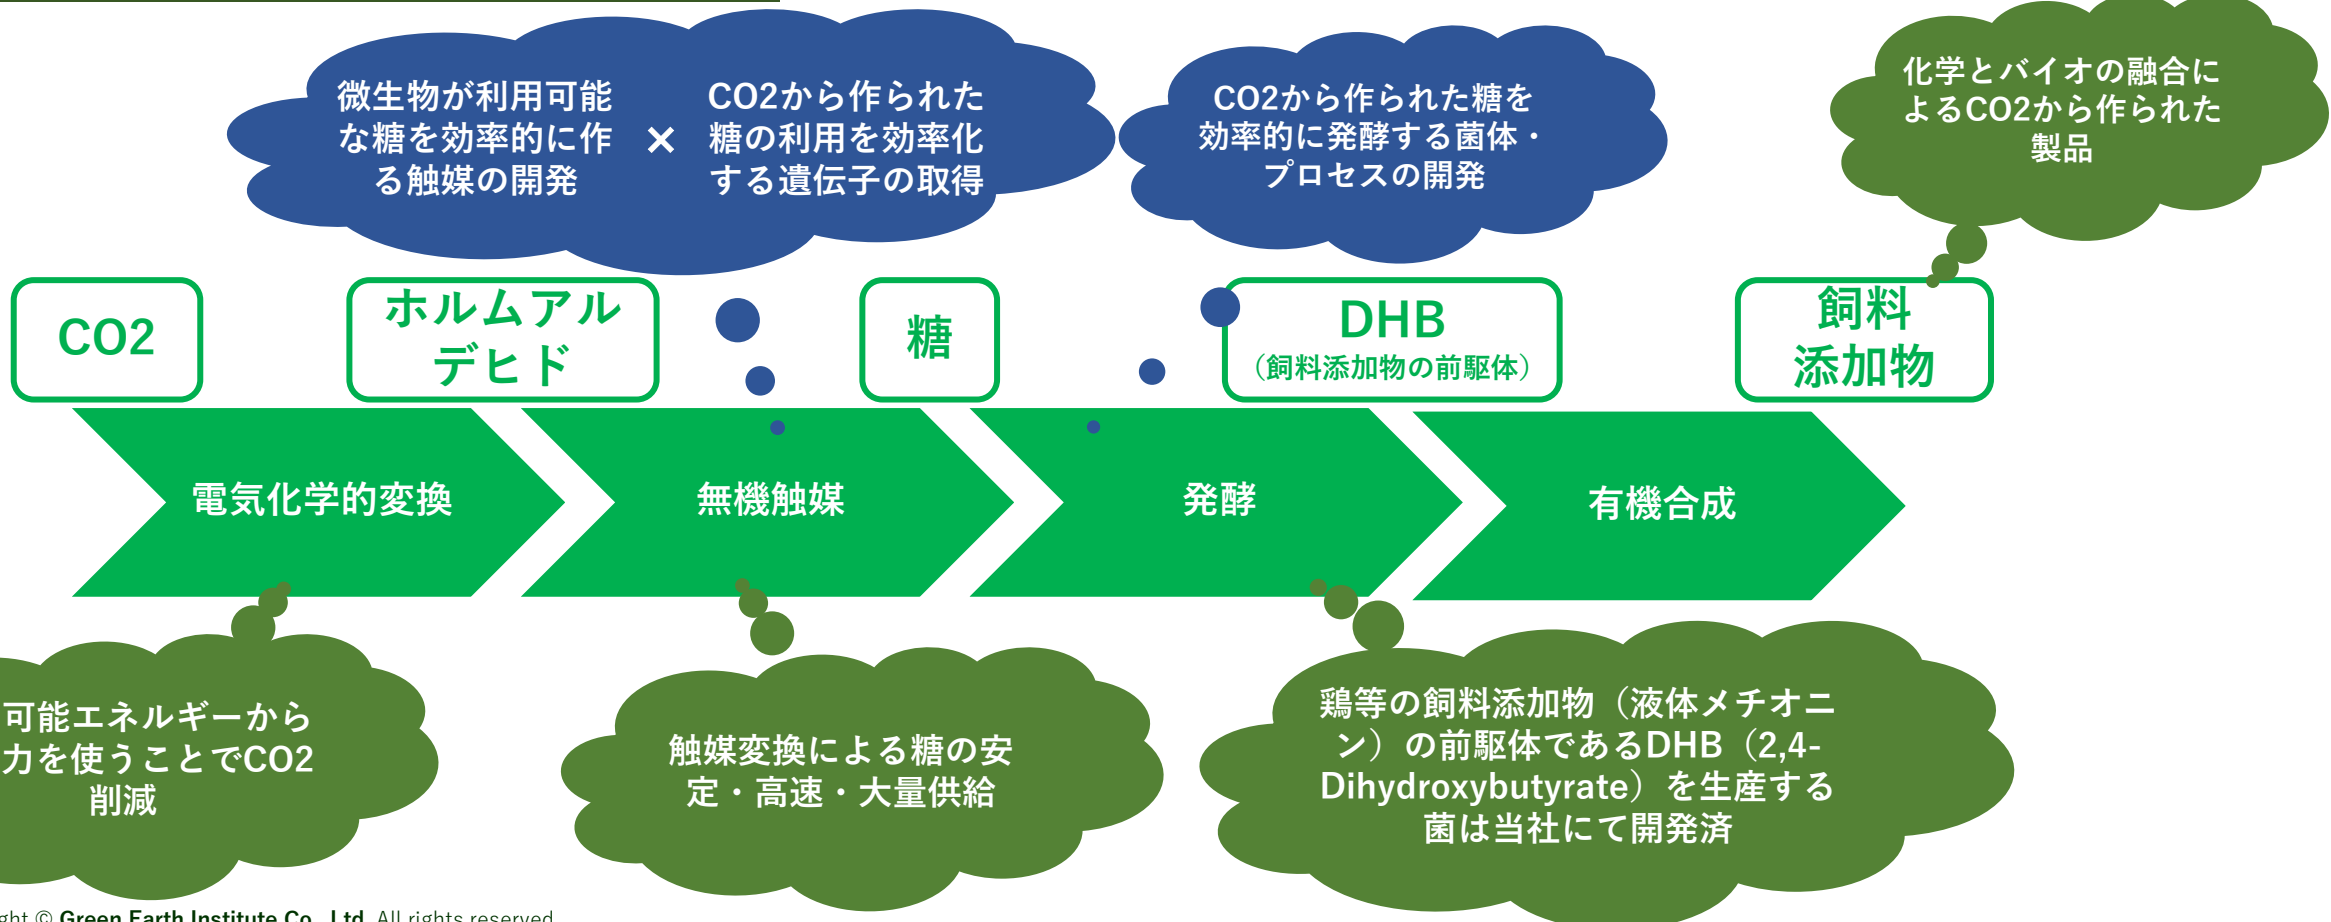 微生物が利用可能
な糖を効率的に作
る触媒の開発
×
CO2から作られた
糖の利用を効率化
する遺伝子の取得
CO2から作られた糖を
効率的に発酵する菌体・
プロセスの開発
化学とバイオの融合に
よるCO2から作られた
製品
CO2
ホルムアル
デヒド
糖
DHB
（飼料添加物の前駆体）
飼料
添加物
電気化学的変換
無機触媒
発酵
有機合成
可能エネルギーから
力を使うことでCO2
削減
触媒変換による糖の安
定・高速・大量供給
鶏等の飼料添加物（液体メチオニ
ン）の前駆体であるDHB（2,4-
Dihydroxybutyrate）を生産する
菌は当社にて開発済
ght © Green Earth Institute Co., Ltd. All rights reserved